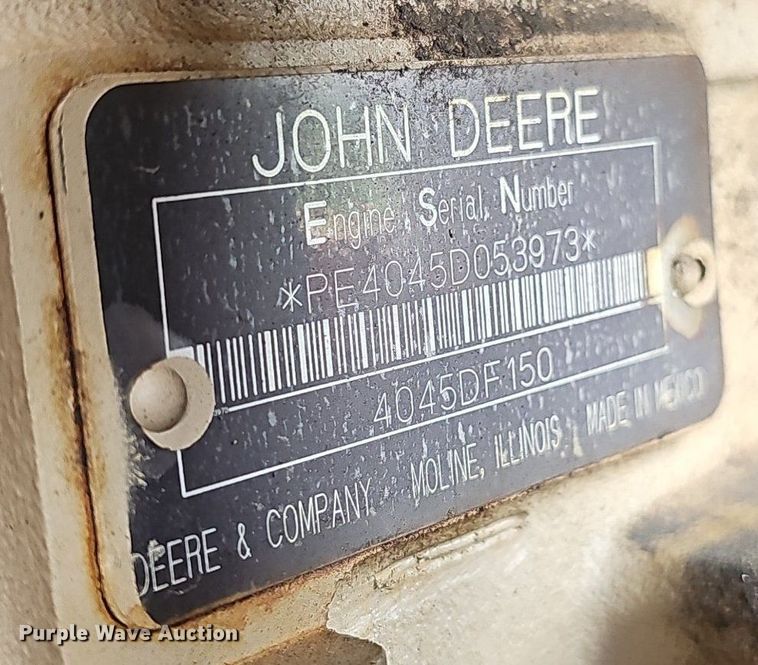 JOHN DEERE
Engine Serial Number
*PE4045D053973*
4045DF150
DEERE & COMPANY MOLINE, ILLINOIS MADE IN MEXICO
Purple Wave Auction